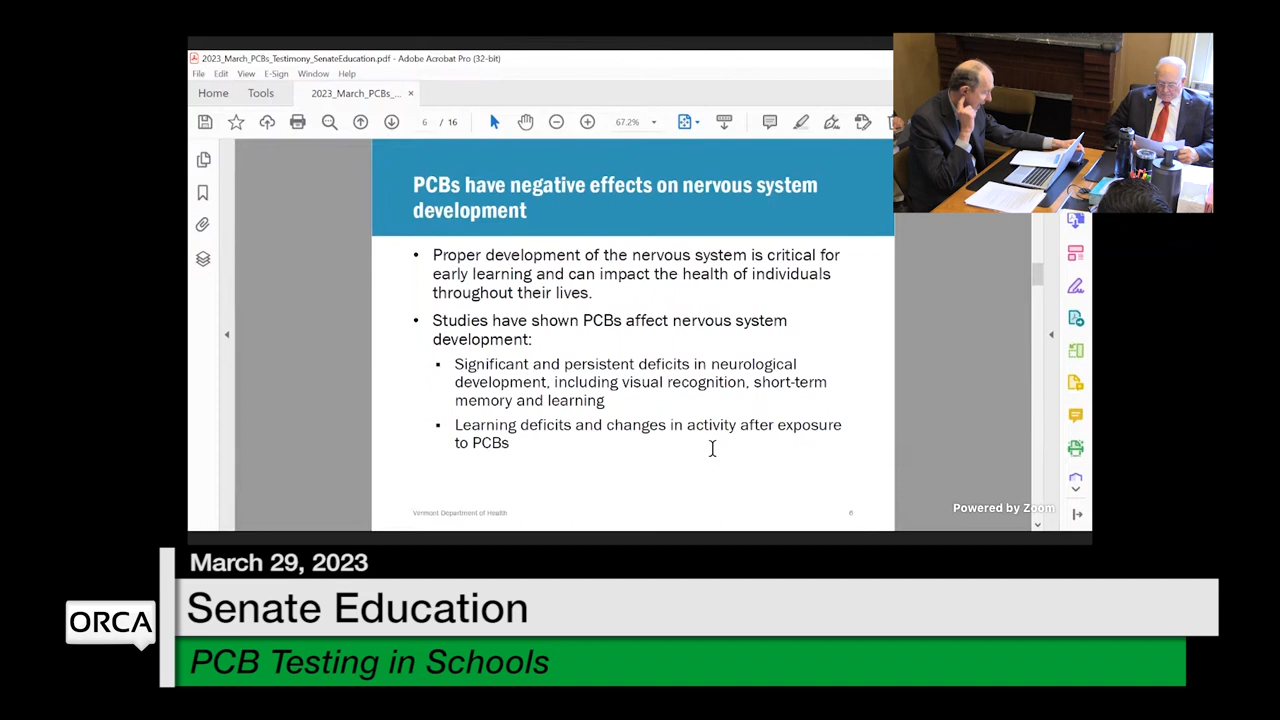 2023_March_PCBs_Testimony_SenateEducation.pdf - Adobe Acrobat Pro (32-bit)
File Edit View E-Sign Window Help
Home Tools 2023_March_PCBs_... ×
6 / 16 67.2%
PCBs have negative effects on nervous system
development
• Proper development of the nervous system is critical for
early learning and can impact the health of individuals
throughout their lives.
• Studies have shown PCBs affect nervous system
development:
▪ Significant and persistent deficits in neurological
development, including visual recognition, short-term
memory and learning
▪ Learning deficits and changes in activity after exposure
to PCBs
Vermont Department of Health 6
Powered by Zoom
March 29, 2023
Senate Education
ORCA
PCB Testing in Schools